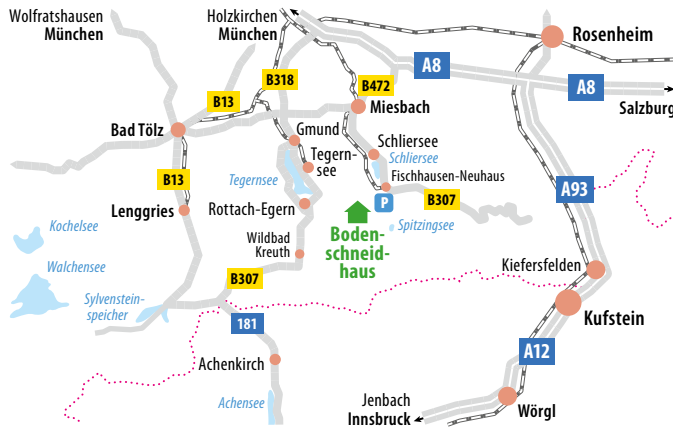 Wolfratshausen
München
Holzkirchen
München
Rosenheim
A8
B318
B472
A8
B13
Salzburg
Miesbach
Bad Tölz
Gmund
Schliersee
Schliersee
Tegern-
see
Tegernsee
B13
Fischhausen-Neuhaus
A93
P
B307
Lenggries
Rottach-Egern
Spitzingsee
Kochelsee
Boden-
schneid-
haus
Wildbad
Kreuth
Walchensee
Kiefersfelden
B307
Sylvenstein-
speicher
Kufstein
181
A12
Achenkirch
Achensee
Jenbach
Innsbruck
Wörgl